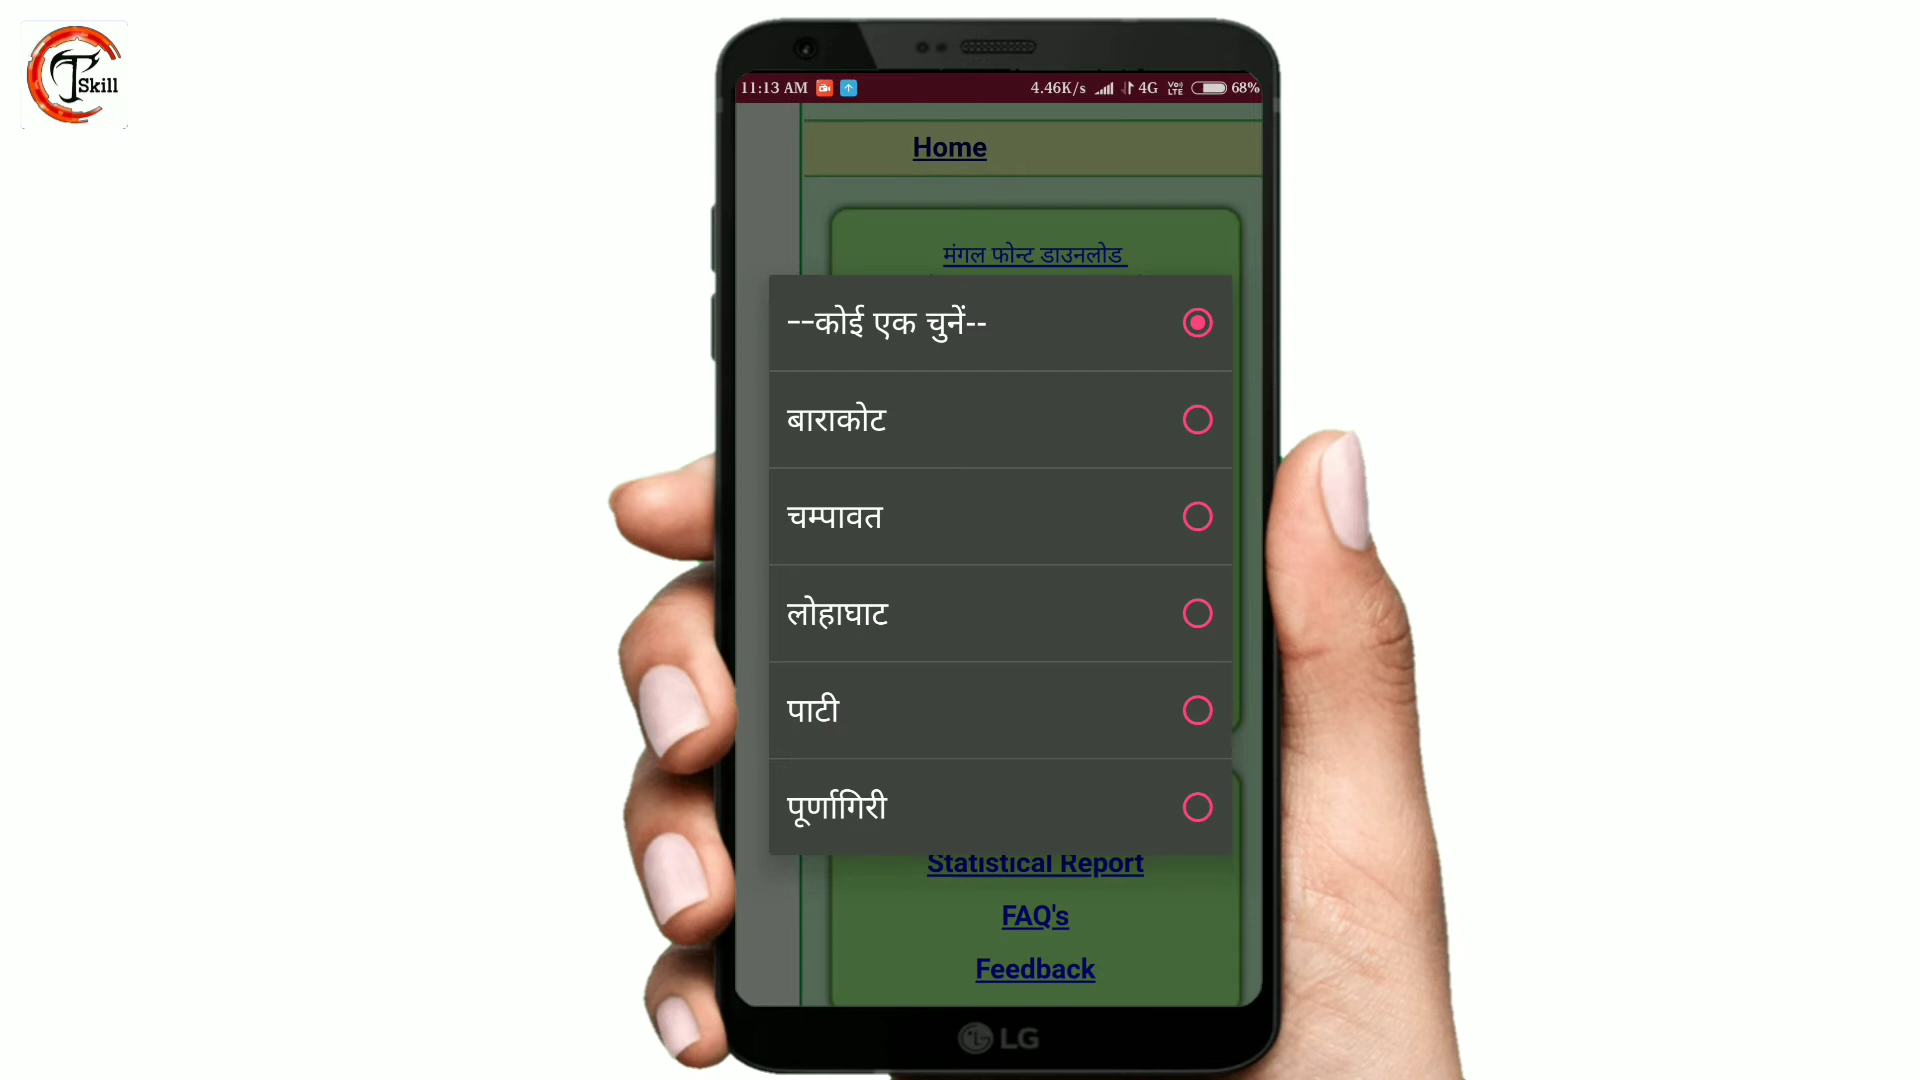 T Skill
11:13 AM 4.46K/s 4G VoLTE 68%
Home
मंगल फोन्ट डाउनलोड
--कोई एक चुनें--
बाराकोट
चम्पावत
लोहाघाट
पाटी
पूर्णागिरी
Statistical Report
FAQ's
Feedback
LG